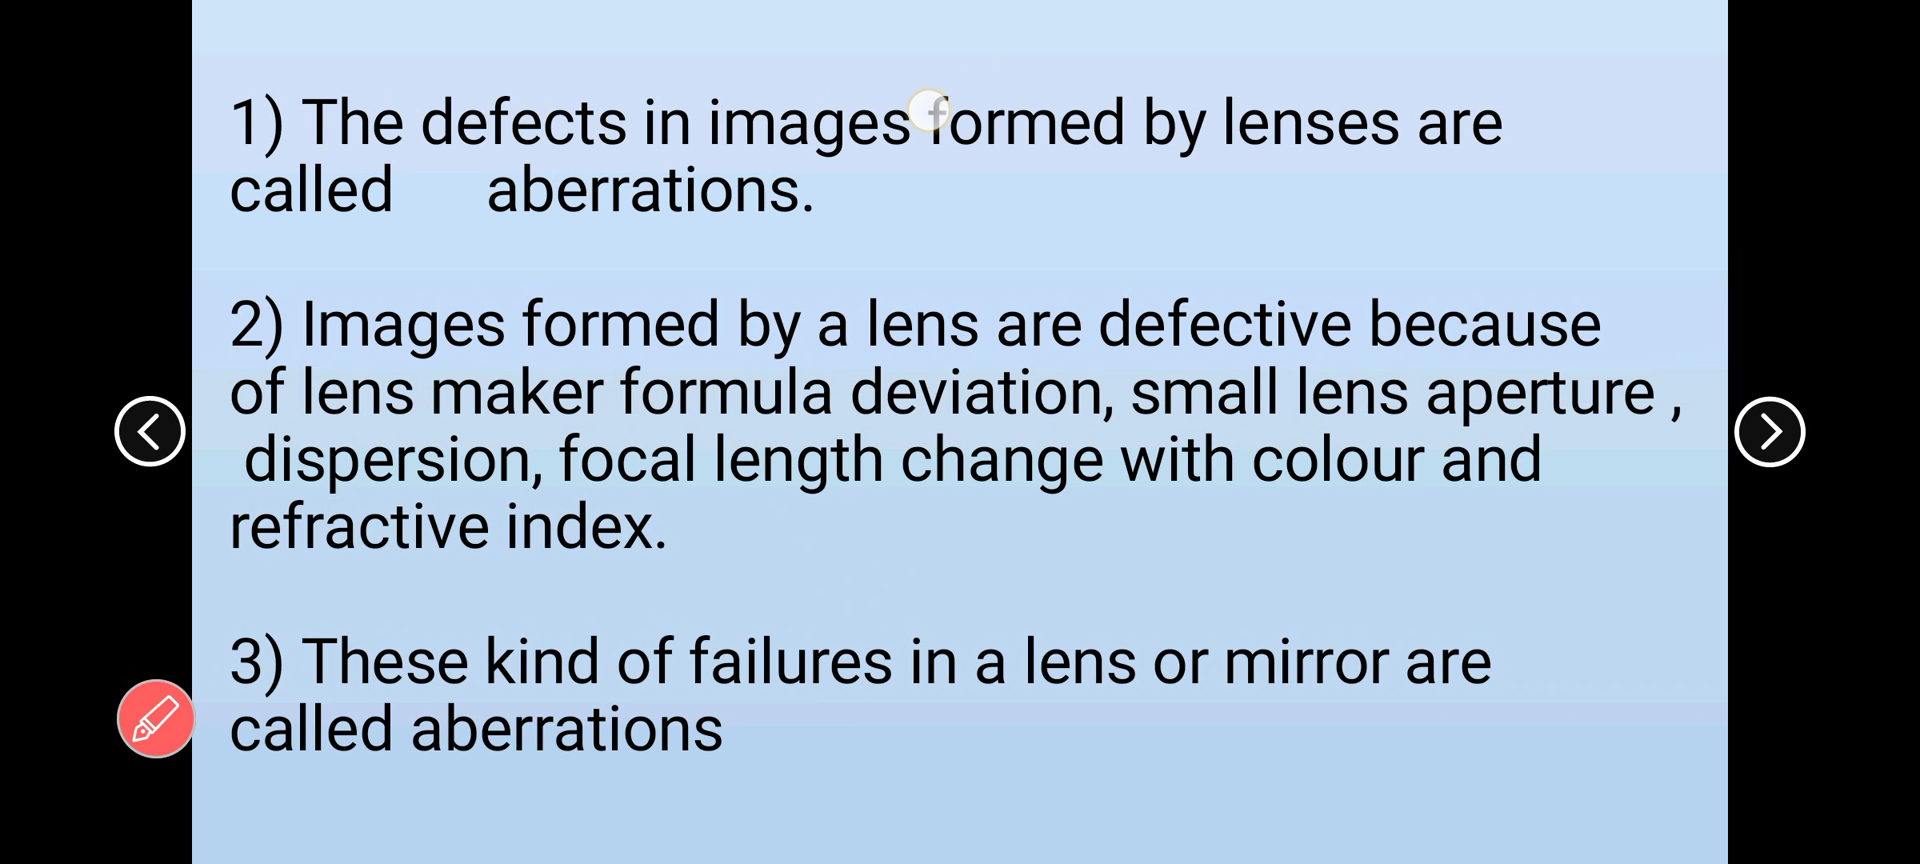 1) The defects in images formed by lenses are
called aberrations.
2) Images formed by a lens are defective because
of lens maker formula deviation, small lens aperture ,
dispersion, focal length change with colour and
refractive index.
3) These kind of failures in a lens or mirror are
called aberrations